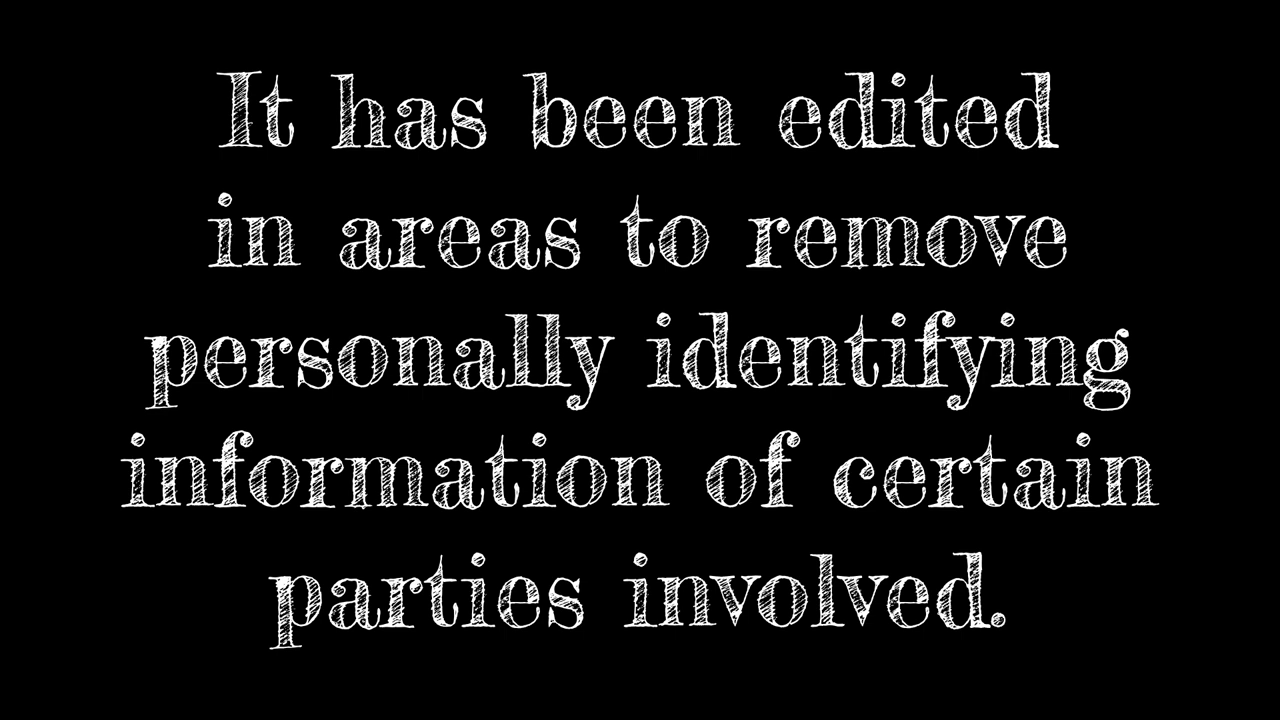 It has been edited
in areas to remove
personally identifying
information of certain
parties involved.